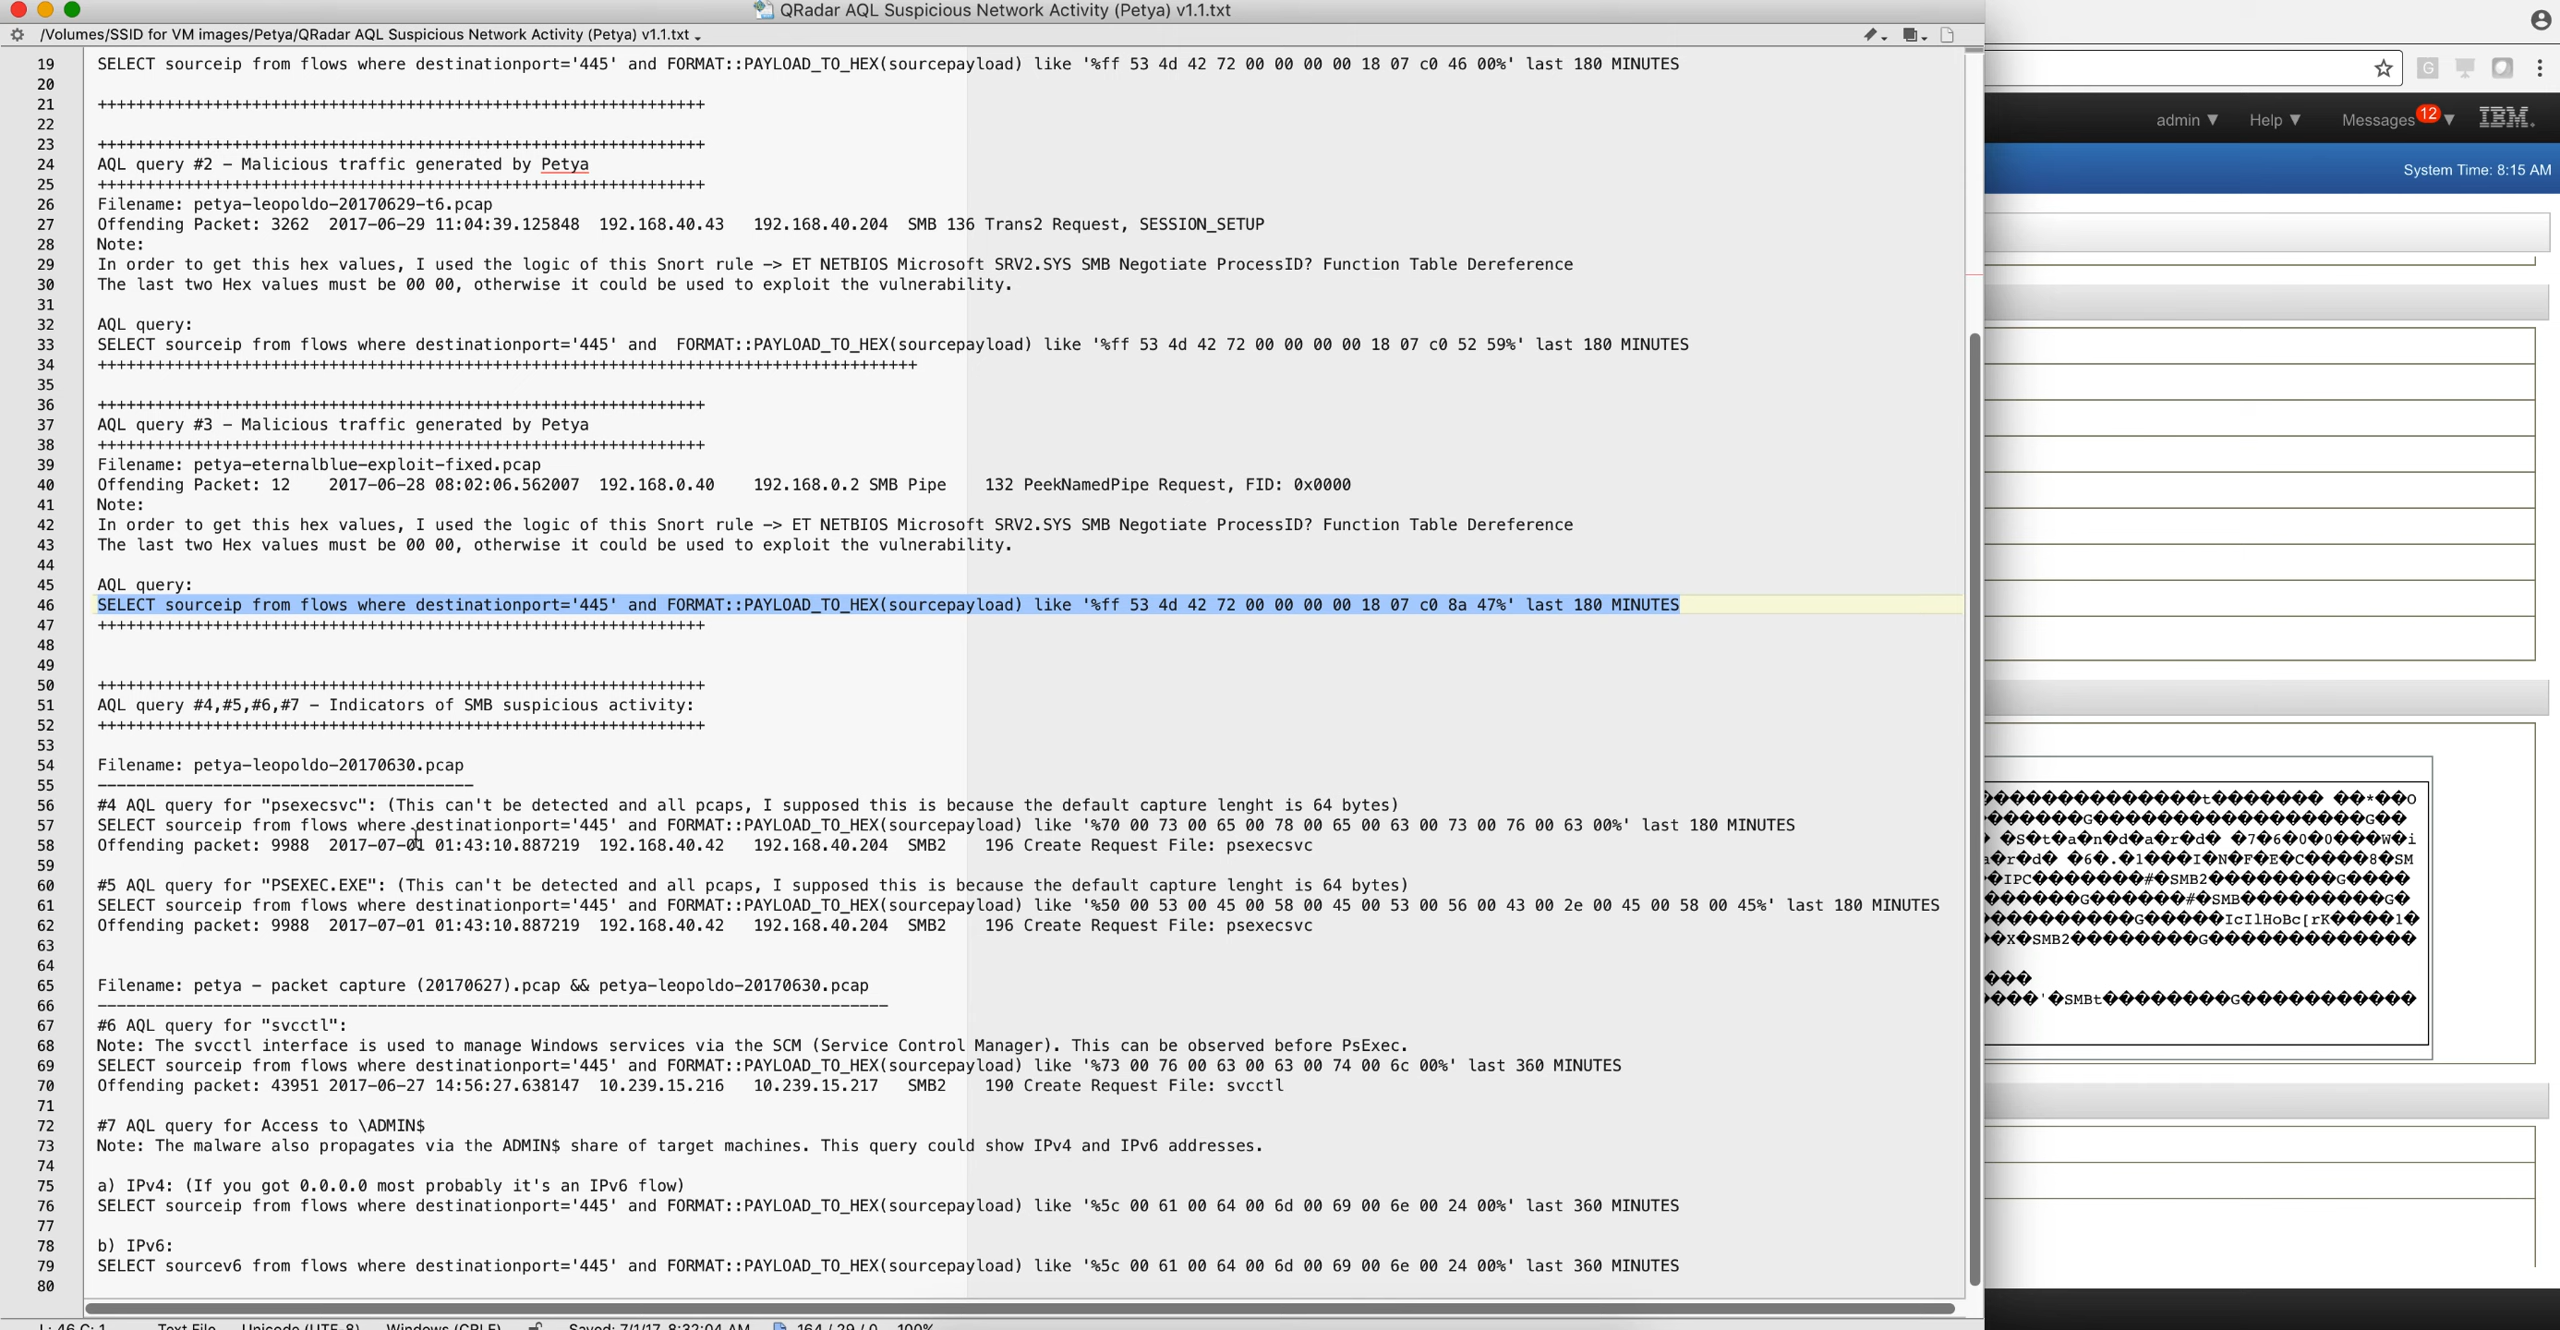 QRadar AQL Suspicious Network Activity (Petya) v1.1.txt
/Volumes/SSID for VM images/Petya/QRadar AQL Suspicious Network Activity (Petya) v1.1.txt
19 SELECT sourceip from flows where destinationport='445' and FORMAT::PAYLOAD_TO_HEX(sourcepayload) like '%ff 53 4d 42 72 00 00 00 00 18 07 c0 46 00%' last 180 MINUTES
20
21 +++++++++++++++++++++++++++++++++++++++++++++++++++++++++++++++
22
23 +++++++++++++++++++++++++++++++++++++++++++++++++++++++++++++++
24 AQL query #2 – Malicious traffic generated by Petya
25 +++++++++++++++++++++++++++++++++++++++++++++++++++++++++++++++
26 Filename: petya-leopoldo-20170629-t6.pcap
27 Offending Packet: 3262 2017-06-29 11:04:39.125848 192.168.40.43 192.168.40.204 SMB 136 Trans2 Request, SESSION_SETUP
28 Note:
29 In order to get this hex values, I used the logic of this Snort rule -> ET NETBIOS Microsoft SRV2.SYS SMB Negotiate ProcessID? Function Table Dereference
30 The last two Hex values must be 00 00, otherwise it could be used to exploit the vulnerability.
31
32 AQL query:
33 SELECT sourceip from flows where destinationport='445' and  FORMAT::PAYLOAD_TO_HEX(sourcepayload) like '%ff 53 4d 42 72 00 00 00 00 18 07 c0 52 59%' last 180 MINUTES
34 +++++++++++++++++++++++++++++++++++++++++++++++++++++++++++++++++++++++++++++++++++++
35
36 +++++++++++++++++++++++++++++++++++++++++++++++++++++++++++++++
37 AQL query #3 – Malicious traffic generated by Petya
38 +++++++++++++++++++++++++++++++++++++++++++++++++++++++++++++++
39 Filename: petya-eternalblue-exploit-fixed.pcap
40 Offending Packet: 12 2017-06-28 08:02:06.562007 192.168.0.40 192.168.0.2 SMB Pipe 132 PeekNamedPipe Request, FID: 0x0000
41 Note:
42 In order to get this hex values, I used the logic of this Snort rule -> ET NETBIOS Microsoft SRV2.SYS SMB Negotiate ProcessID? Function Table Dereference
43 The last two Hex values must be 00 00, otherwise it could be used to exploit the vulnerability.
44
45 AQL query:
46 SELECT sourceip from flows where destinationport='445' and FORMAT::PAYLOAD_TO_HEX(sourcepayload) like '%ff 53 4d 42 72 00 00 00 00 18 07 c0 8a 47%' last 180 MINUTES
47 +++++++++++++++++++++++++++++++++++++++++++++++++++++++++++++++
48
49
50 +++++++++++++++++++++++++++++++++++++++++++++++++++++++++++++++
51 AQL query #4,#5,#6,#7 – Indicators of SMB suspicious activity:
52 +++++++++++++++++++++++++++++++++++++++++++++++++++++++++++++++
53
54 Filename: petya-leopoldo-20170630.pcap
55 ---------------------------------------
56 #4 AQL query for "psexecsvc": (This can't be detected and all pcaps, I supposed this is because the default capture lenght is 64 bytes)
57 SELECT sourceip from flows where destinationport='445' and FORMAT::PAYLOAD_TO_HEX(sourcepayload) like '%70 00 73 00 65 00 78 00 65 00 63 00 73 00 76 00 63 00%' last 180 MINUTES
58 Offending packet: 9988 2017-07-01 01:43:10.887219 192.168.40.42 192.168.40.204 SMB2 196 Create Request File: psexecsvc
59
60 #5 AQL query for "PSEXEC.EXE": (This can't be detected and all pcaps, I supposed this is because the default capture lenght is 64 bytes)
61 SELECT sourceip from flows where destinationport='445' and FORMAT::PAYLOAD_TO_HEX(sourcepayload) like '%50 00 53 00 45 00 58 00 45 00 53 00 56 00 43 00 2e 00 45 00 58 00 45%' last 180 MINUTES
62 Offending packet: 9988 2017-07-01 01:43:10.887219 192.168.40.42 192.168.40.204 SMB2 196 Create Request File: psexecsvc
63
64
65 Filename: petya – packet capture (20170627).pcap && petya-leopoldo-20170630.pcap
66 ----------------------------------------------------------------------------------
67 #6 AQL query for "svcctl":
68 Note: The svcctl interface is used to manage Windows services via the SCM (Service Control Manager). This can be observed before PsExec.
69 SELECT sourceip from flows where destinationport='445' and FORMAT::PAYLOAD_TO_HEX(sourcepayload) like '%73 00 76 00 63 00 63 00 74 00 6c 00%' last 360 MINUTES
70 Offending packet: 43951 2017-06-27 14:56:27.638147 10.239.15.216 10.239.15.217 SMB2 190 Create Request File: svcctl
71
72 #7 AQL query for Access to \ADMIN$
73 Note: The malware also propagates via the ADMIN$ share of target machines. This query could show IPv4 and IPv6 addresses.
74
75 a) IPv4: (If you got 0.0.0.0 most probably it's an IPv6 flow)
76 SELECT sourceip from flows where destinationport='445' and FORMAT::PAYLOAD_TO_HEX(sourcepayload) like '%5c 00 61 00 64 00 6d 00 69 00 6e 00 24 00%' last 360 MINUTES
77
78 b) IPv6:
79 SELECT sourcev6 from flows where destinationport='445' and FORMAT::PAYLOAD_TO_HEX(sourcepayload) like '%5c 00 61 00 64 00 6d 00 69 00 6e 00 24 00%' last 360 MINUTES
80
L: 46 C: 1 Text File Unicode (UTF-8) Windows (CRLF) Saved: 7/1/17, 8:32:04 AM 164 / 29 / 0 100%
G
admin Help Messages 12 IBM
System Time: 8:15 AM